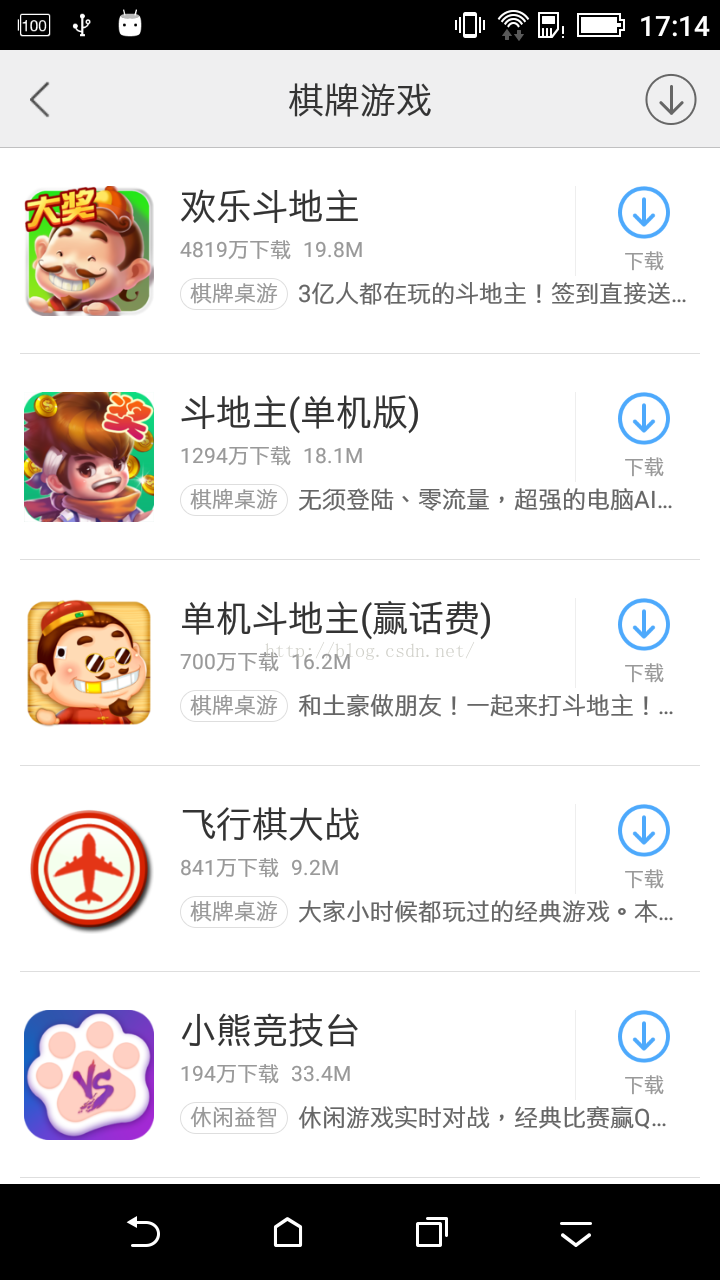 100
17:14
棋牌游戏
大奖
欢乐斗地主
4819万下载 19.8M
下载
棋牌桌游 3亿人都在玩的斗地主！签到直接送...
奖
斗地主(单机版)
1294万下载 18.1M
下载
棋牌桌游 无须登陆、零流量，超强的电脑AI...
单机斗地主(赢话费)
http://blog.csdn.net/
700万下载 16.2M
下载
棋牌桌游 和土豪做朋友！一起来打斗地主！...
飞行棋大战
841万下载 9.2M
下载
棋牌桌游 大家小时候都玩过的经典游戏。本...
VS
小熊竞技台
194万下载 33.4M
下载
休闲益智 休闲游戏实时对战，经典比赛赢Q...